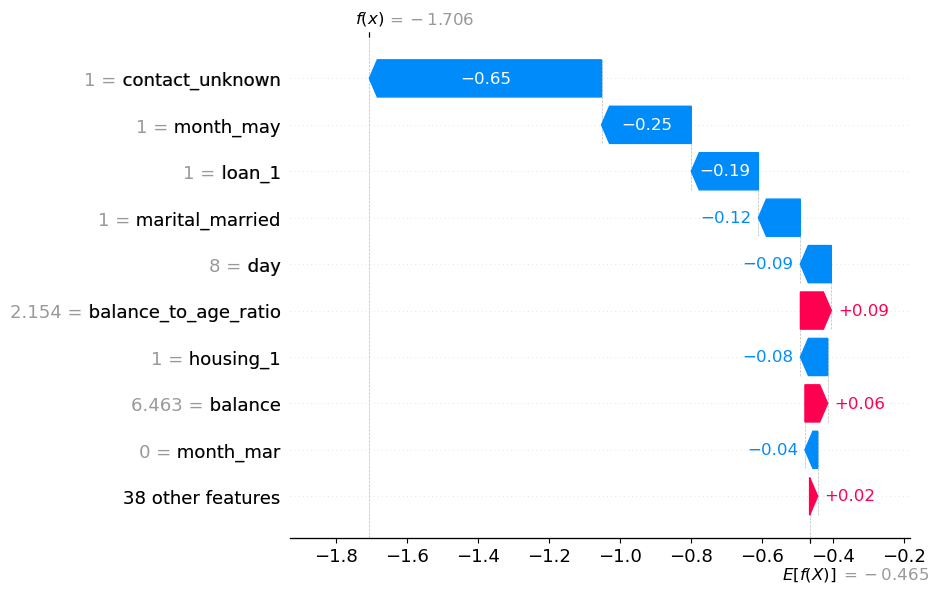 f(x) = −1.706
1 = contact_unknown −0.65
1 = month_may −0.25
1 = loan_1 −0.19
1 = marital_married −0.12
8 = day −0.09
2.154 = balance_to_age_ratio +0.09
1 = housing_1 −0.08
6.463 = balance +0.06
0 = month_mar −0.04
38 other features +0.02
−1.8 −1.6 −1.4 −1.2 −1.0 −0.8 −0.6 −0.4 −0.2
E[f(X)] = −0.465